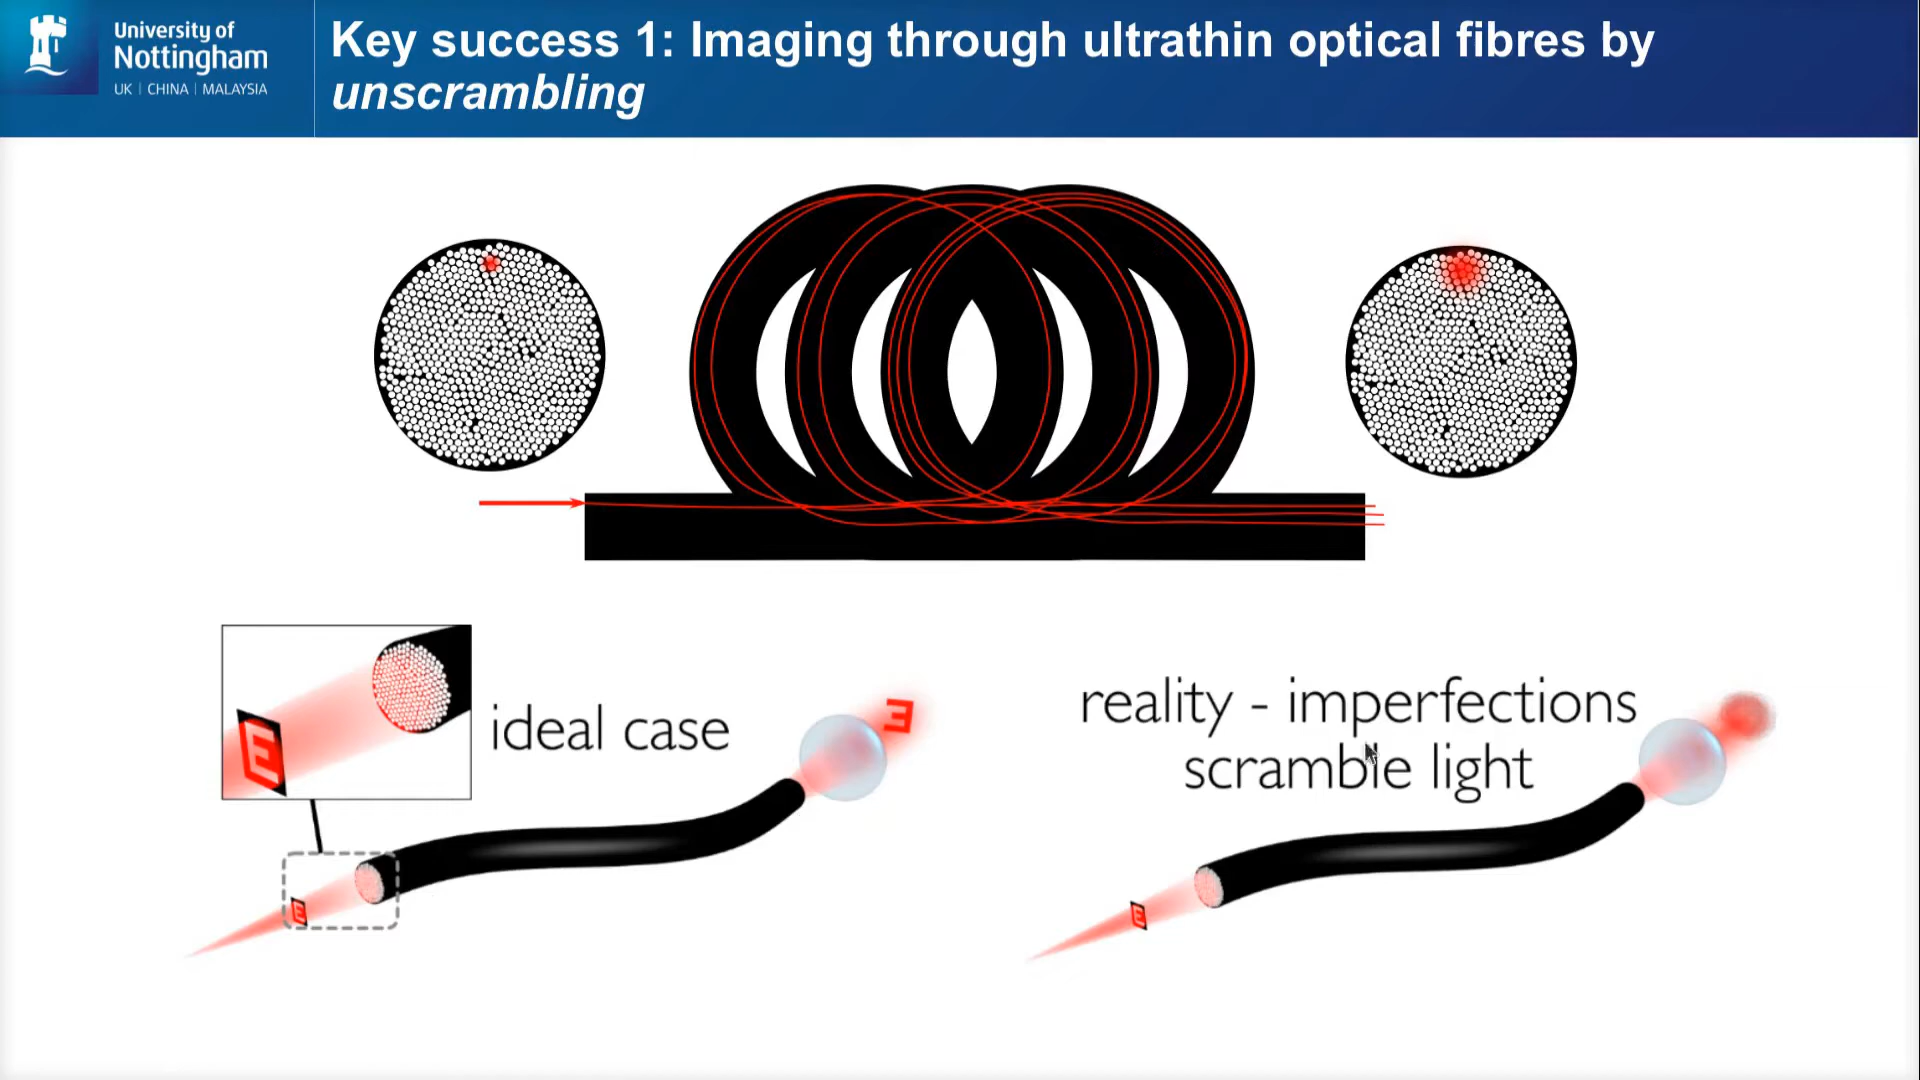 University of
Nottingham
UK | CHINA | MALAYSIA
Key success 1: Imaging through ultrathin optical fibres by
unscrambling
E
ideal case
E
E
reality - imperfections
scramble light
E